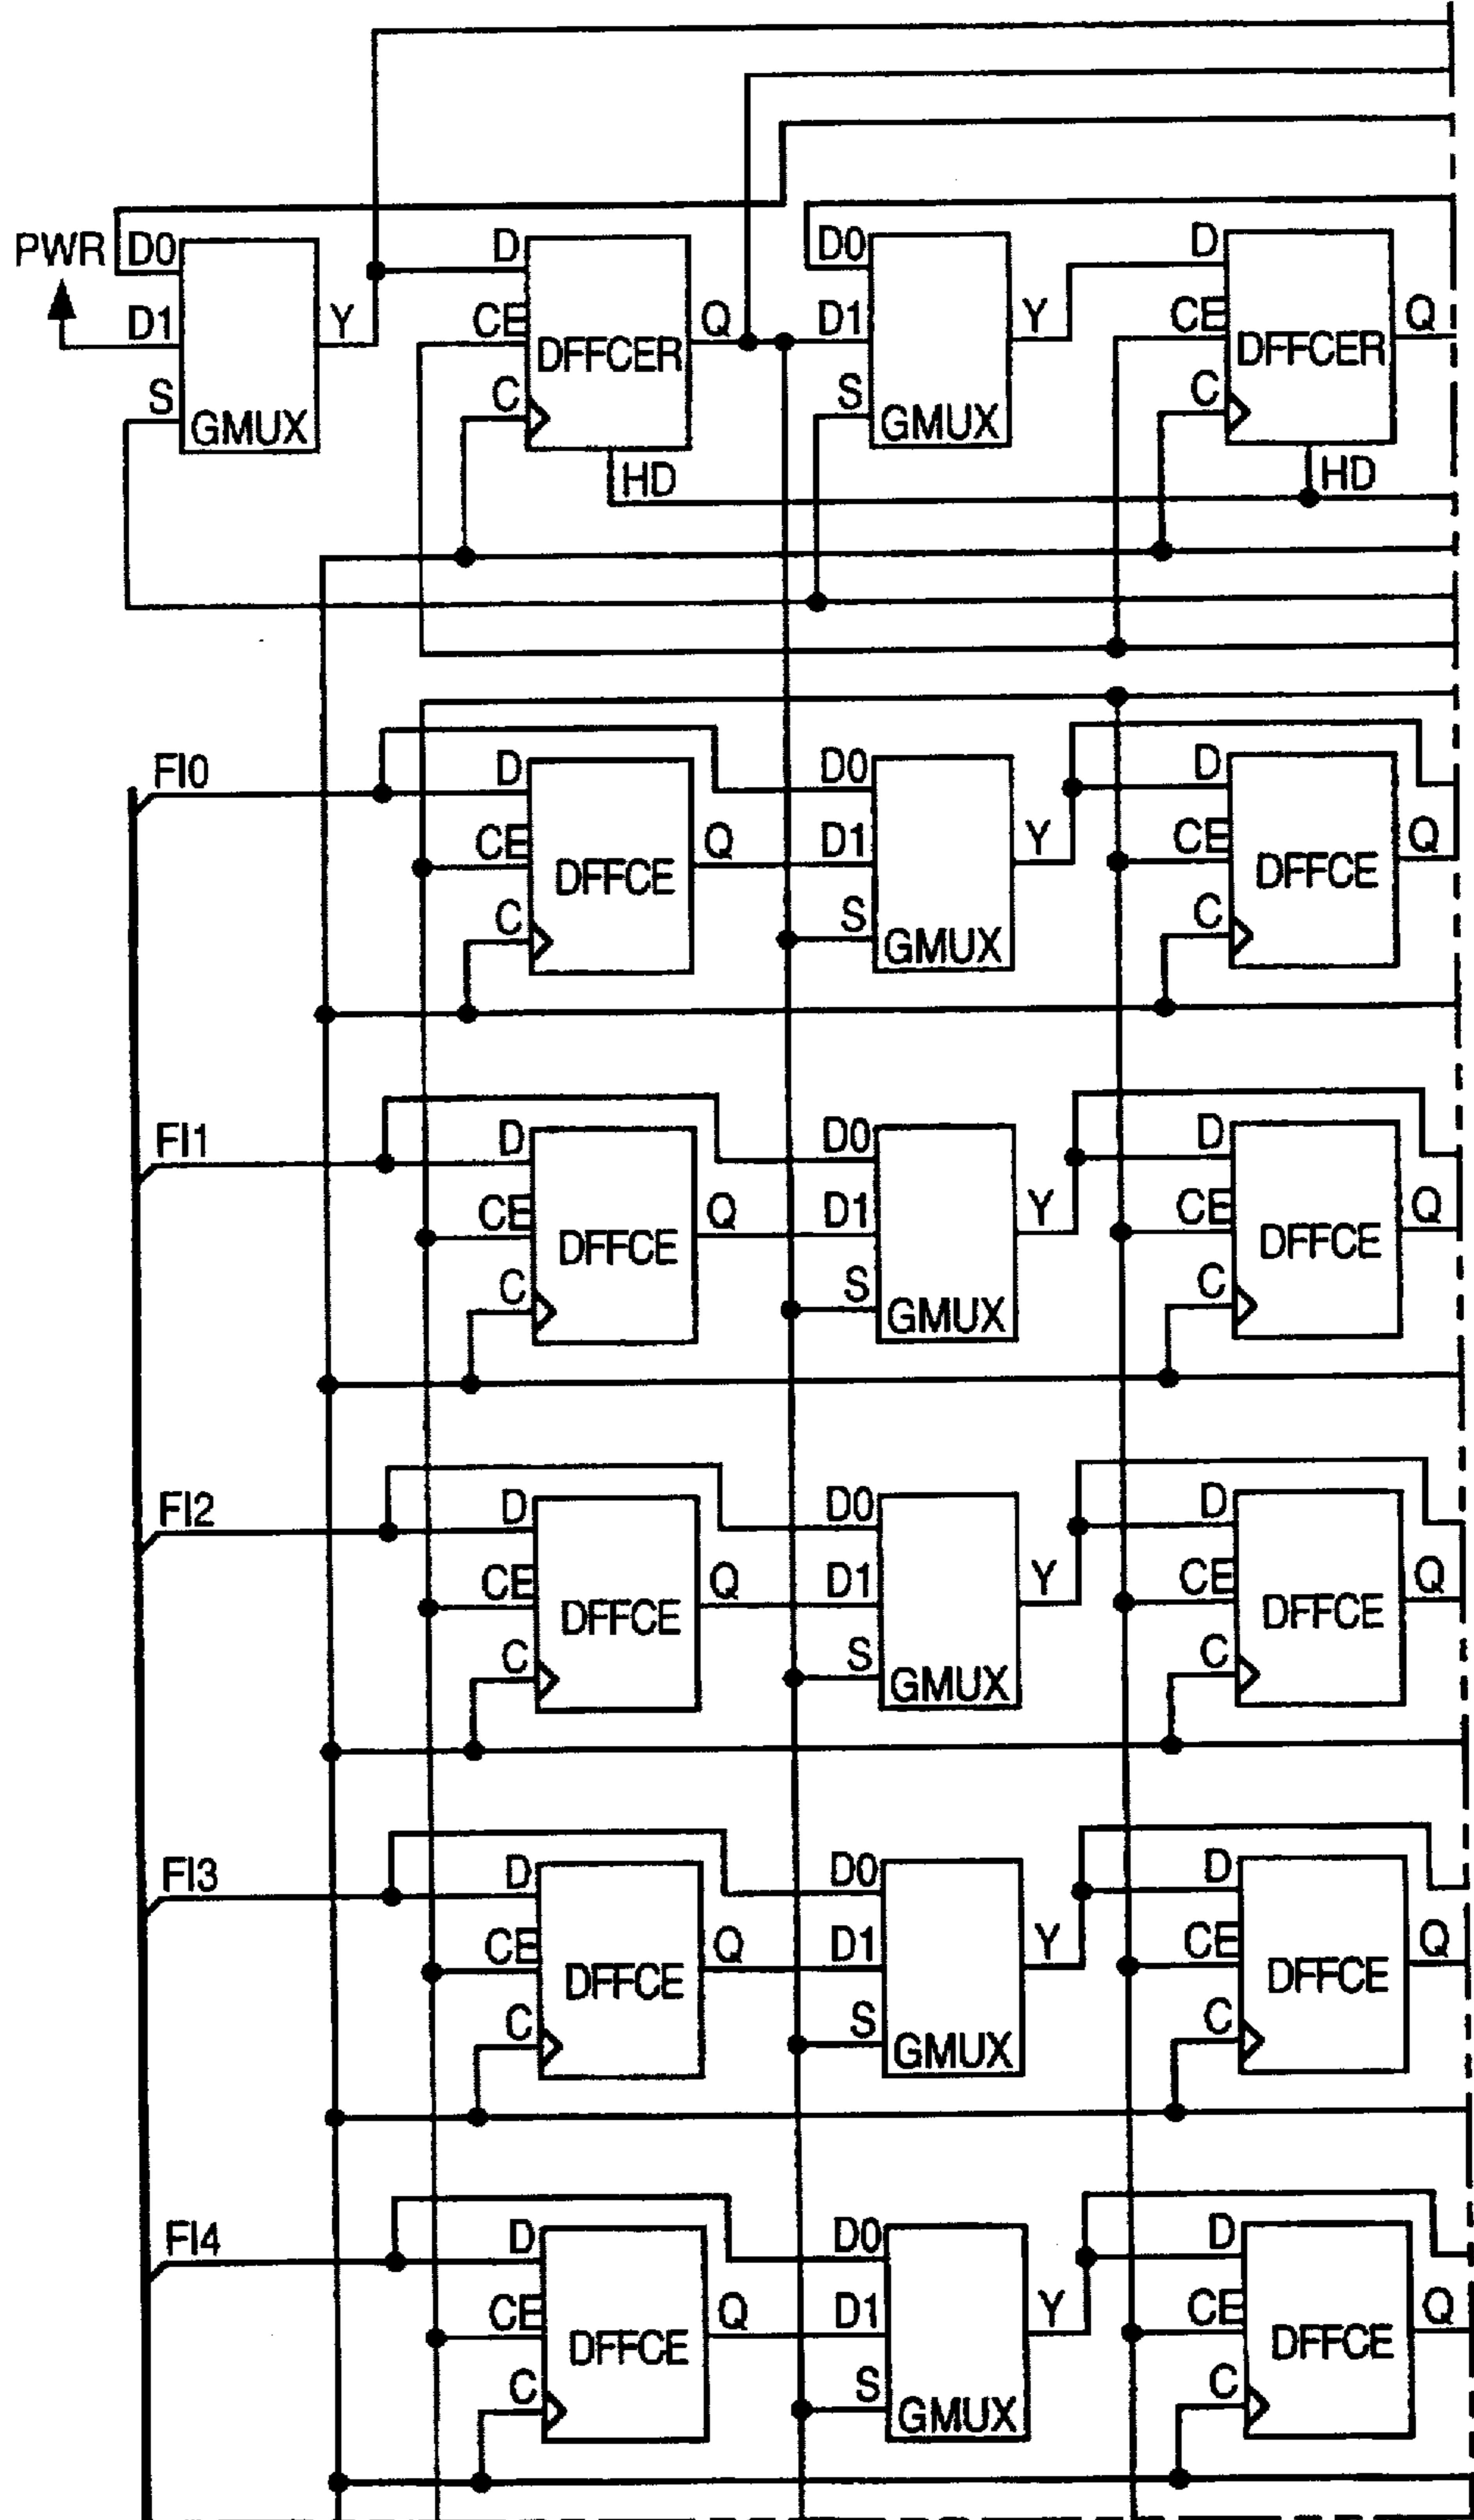 PWR D0 D D0 D
D1 Y CE Q D1 Y CE Q
DFFCER DFFCER
S C S C
GMUX GMUX
HD HD
FI0 D D0 D
CE Q D1 Y CE Q
DFFCE DFFCE
C S C
GMUX
FI1 D D0 D
CE Q D1 Y CE Q
DFFCE DFFCE
C S C
GMUX
FI2 D D0 D
CE Q D1 Y CE Q
DFFCE DFFCE
C S C
GMUX
FI3 D D0 D
CE Q D1 Y CE Q
DFFCE DFFCE
C S C
GMUX
FI4 D D0 D
CE Q D1 Y CE Q
DFFCE DFFCE
C S C
GMUX